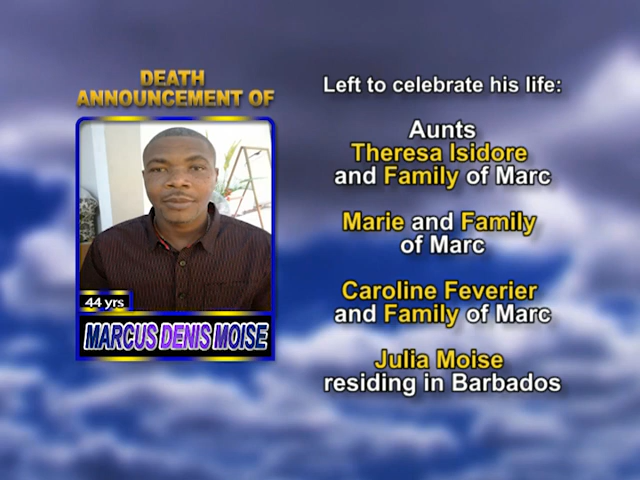 DEATH
ANNOUNCEMENT OF
44 yrs
MARCUS DENIS MOISE
Left to celebrate his life:
Aunts
Theresa Isidore
and Family of Marc
Marie and Family
of Marc
Caroline Feverier
and Family of Marc
Julia Moise
residing in Barbados